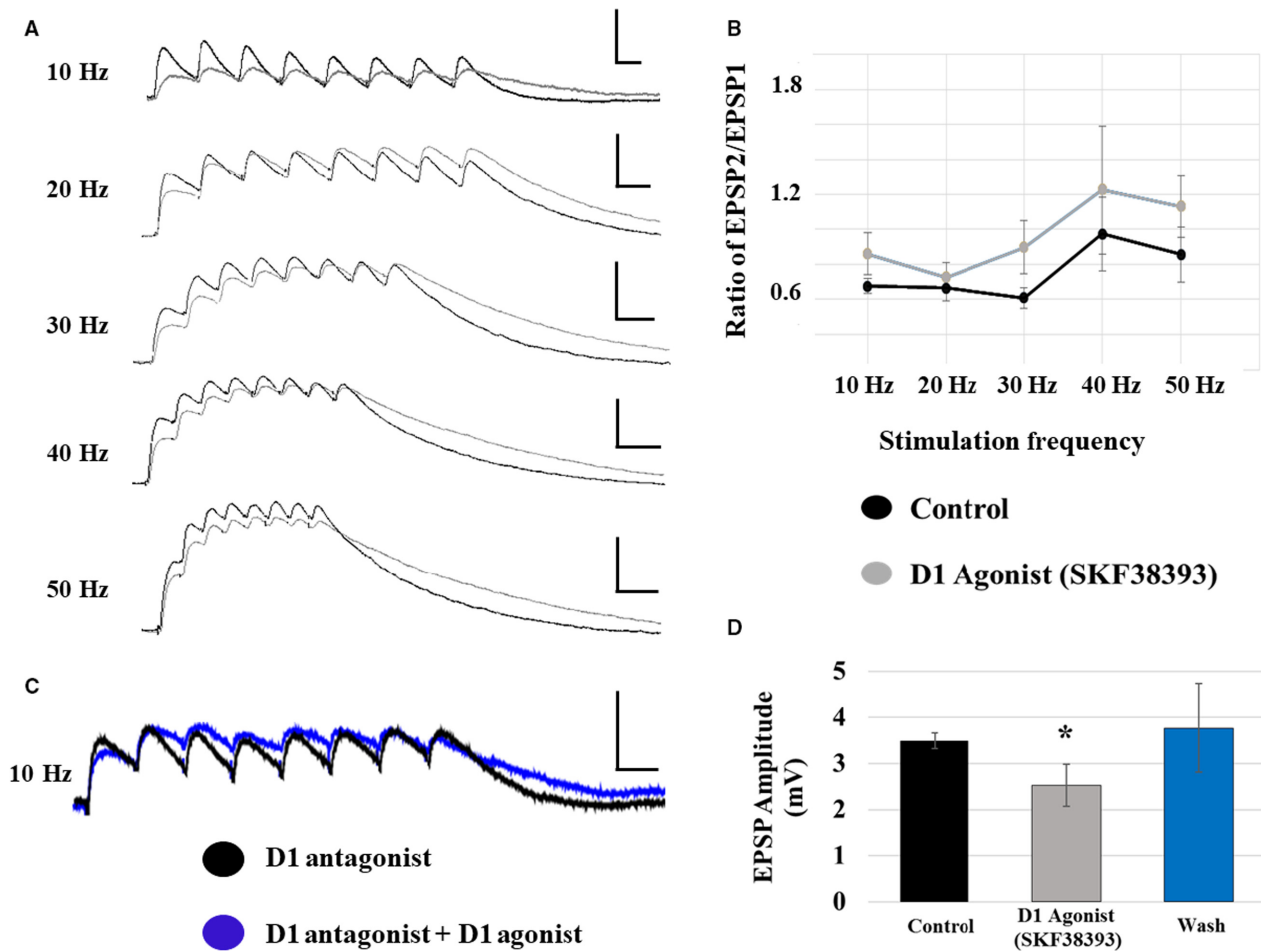 A
10 Hz
20 Hz
30 Hz
40 Hz
50 Hz
B
Ratio of EPSP2/EPSP1
1.8
1.2
0.6
10 Hz 20 Hz 30 Hz 40 Hz 50 Hz
Stimulation frequency
Control
D1 Agonist (SKF38393)
C
10 Hz
D1 antagonist
D1 antagonist + D1 agonist
D
EPSP Amplitude
(mV)
5
4
3
2
1
0
*
Control
D1 Agonist
(SKF38393)
Wash